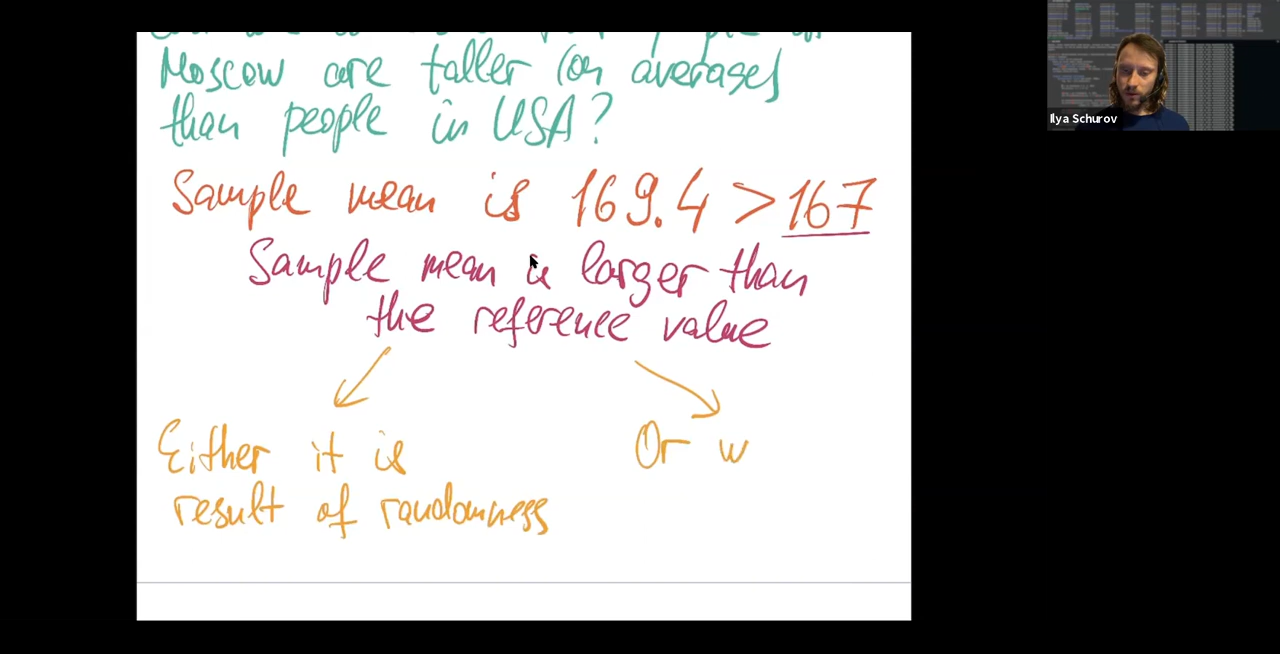 Moscow are taller (on averages
than people in USA?
Sample mean is 169.4 > 167
Sample mean is larger than
the reference value
Either it is
result of randomness
Or w
Ilya Schurov